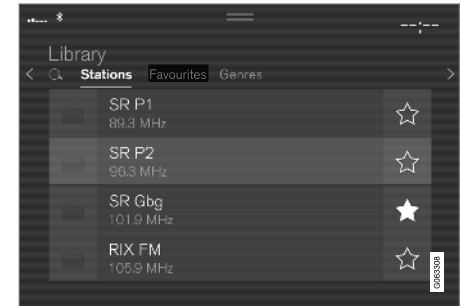 --:--
Library
Stations Favourites Genres
SR P1
89.3 MHz
SR P2
96.3 MHz
SR Gbg
101.9 MHz
RIX FM
105.9 MHz
G063308